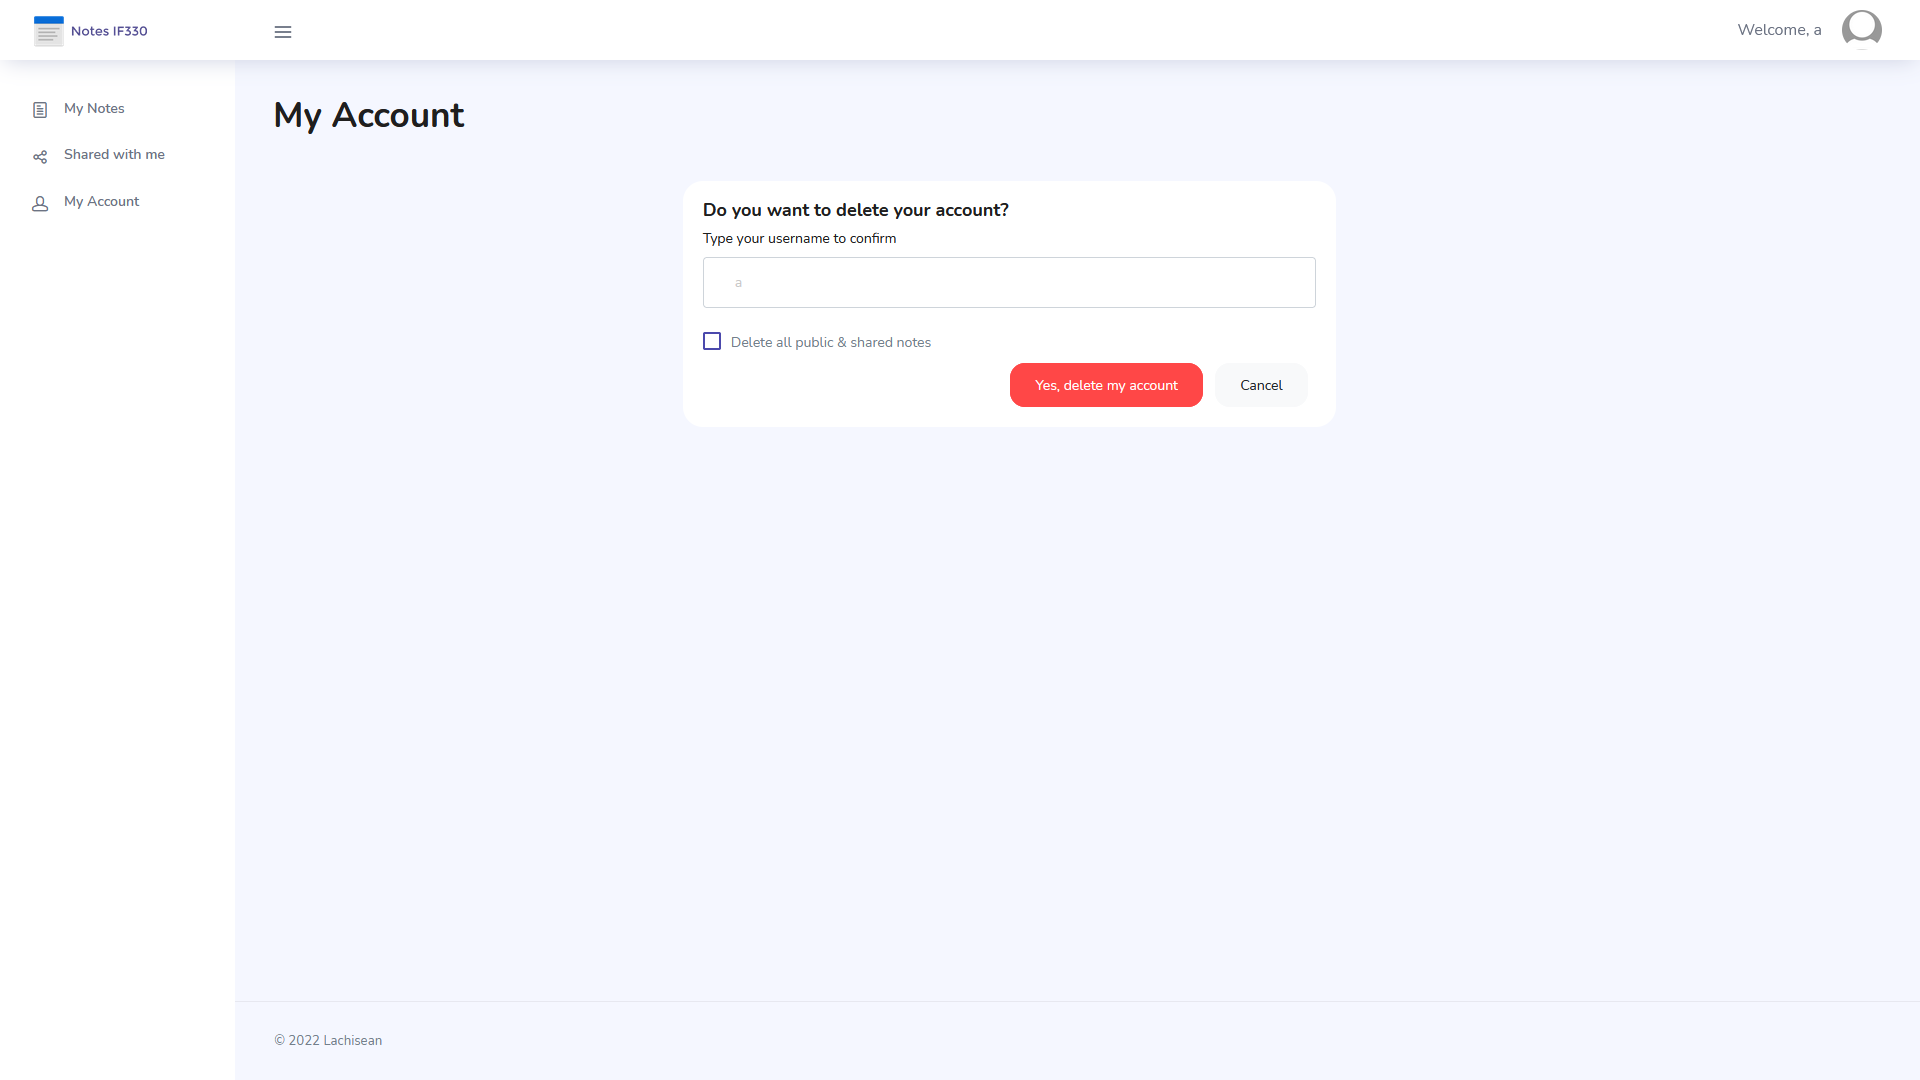 Notes IF330
Welcome, a
My Notes
Shared with me
My Account
My Account
Do you want to delete your account?
Type your username to confirm
a
Delete all public & shared notes
Yes, delete my account
Cancel
© 2022 Lachisean